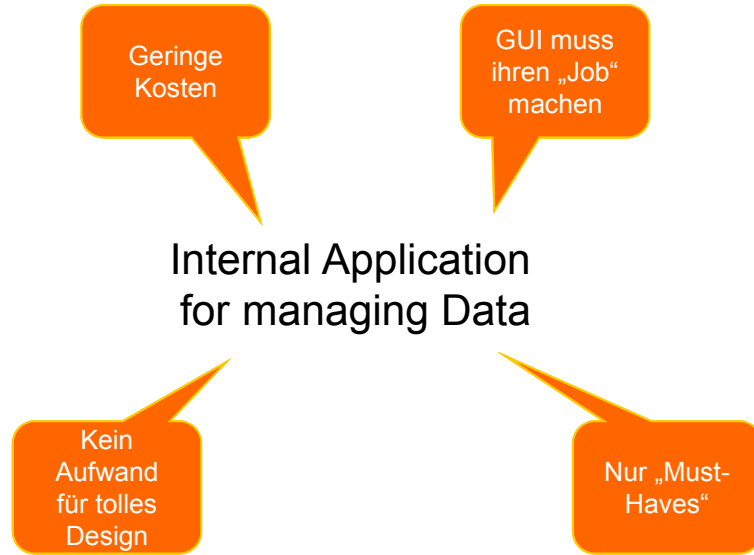 Geringe
Kosten
GUI muss
ihren „Job“
machen
Internal Application
for managing Data
Kein
Aufwand
für tolles
Design
Nur „Must-
Haves“